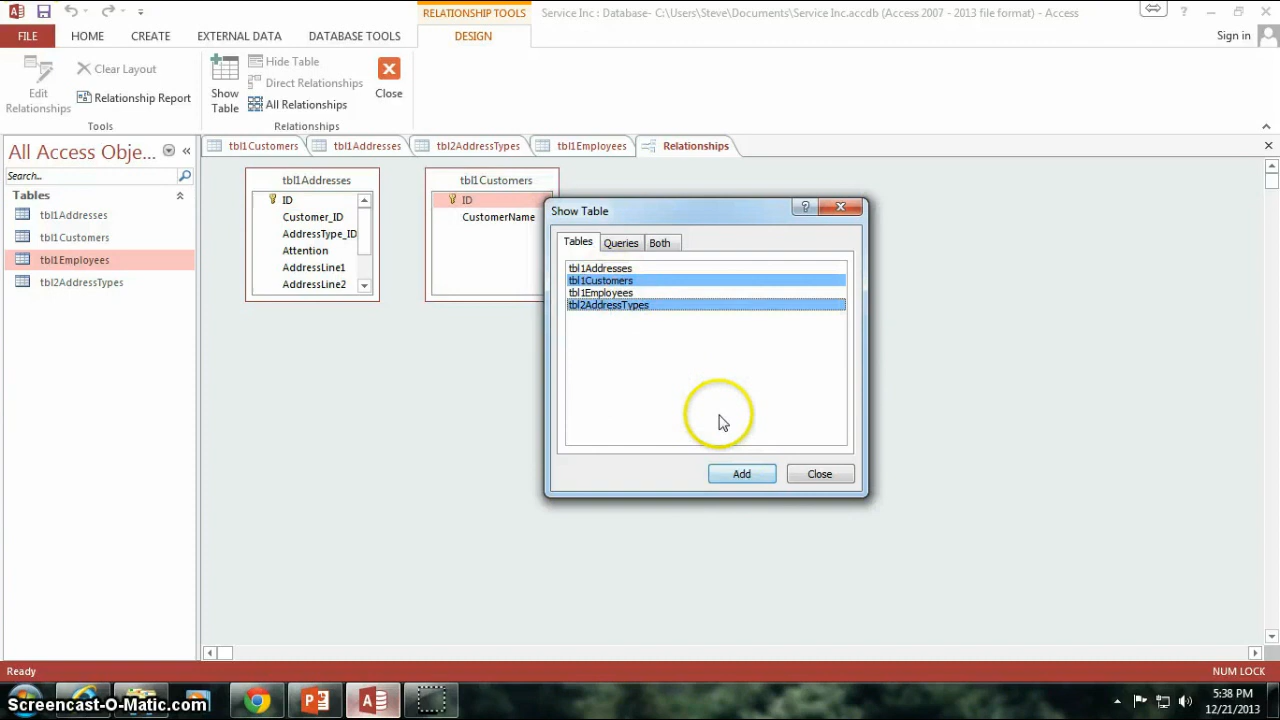 RELATIONSHIP TOOLS
Service Inc : Database- C:\Users\Steve\Documents\Service Inc.accdb (Access 2007 - 2013 file format) - Access
FILE
HOME
CREATE
EXTERNAL DATA
DATABASE TOOLS
DESIGN
Sign in
Edit
Relationships
Clear Layout
Relationship Report
Tools
Show
Table
Hide Table
Direct Relationships
All Relationships
Close
Relationships
All Access Obje...
Search...
Tables
tbl1Addresses
tbl1Customers
tbl1Employees
tbl2AddressTypes
tbl1Customers
tbl1Addresses
tbl2AddressTypes
tbl1Employees
Relationships
tbl1Addresses
ID
Customer_ID
AddressType_ID
Attention
AddressLine1
AddressLine2
tbl1Customers
ID
CustomerName
Show Table
Tables
Queries
Both
tbl1Addresses
tbl1Customers
tbl1Employees
tbl2AddressTypes
Add
Close
Ready
NUM LOCK
Screencast-O-Matic.com
5:38 PM
12/21/2013